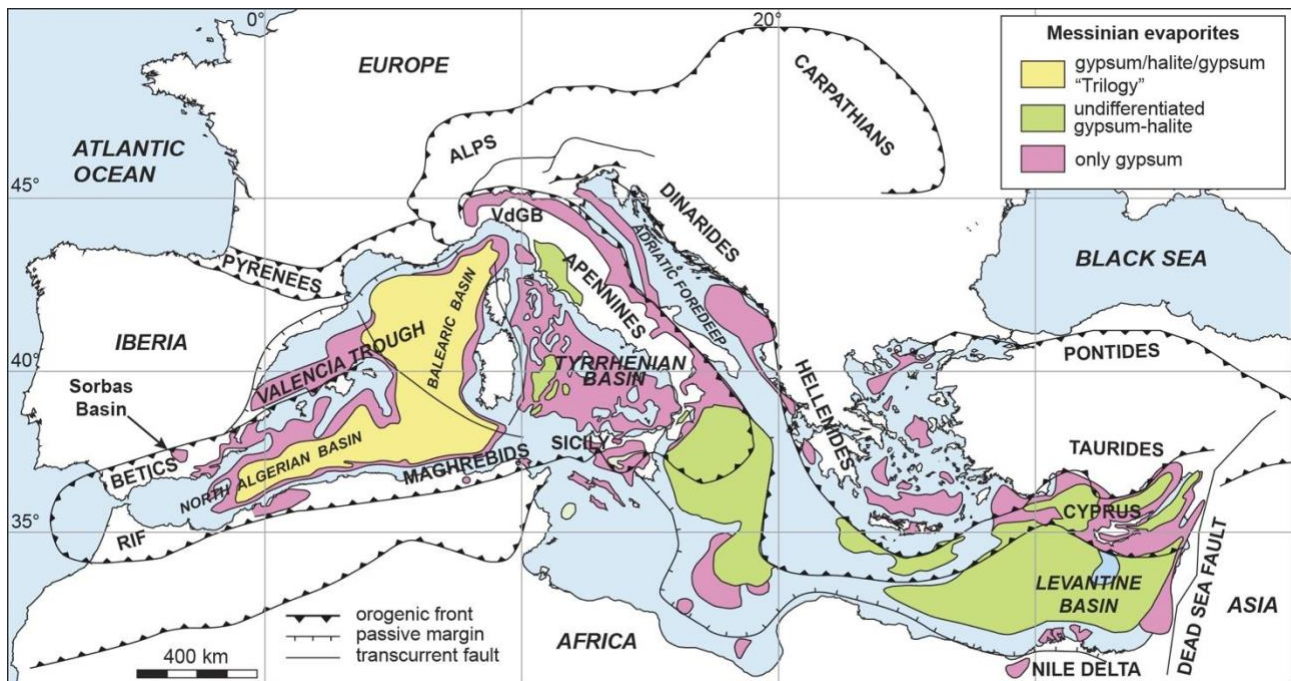 0°
20°
45°
40°
35°
EUROPE
ATLANTIC
OCEAN
ALPS
CARPATHIANS
Messinian evaporites
gypsum/halite/gypsum
"Trilogy"
undifferentiated
gypsum-halite
only gypsum
VdGB
DINARIDES
ADRIATIC FOREDEEP
APENNINES
PYRENEES
BLACK SEA
IBERIA
VALENCIA TROUGH
BALEARIC BASIN
TYRRHENIAN
BASIN
PONTIDES
HELLENIDES
Sorbas
Basin
BETICS
NORTH ALGERIAN BASIN
MAGHREBIDS
SICILY
TAURIDES
CYPRUS
RIF
LEVANTINE
BASIN
DEAD SEA FAULT
ASIA
AFRICA
NILE DELTA
orogenic front
passive margin
transcurrent fault
400 km